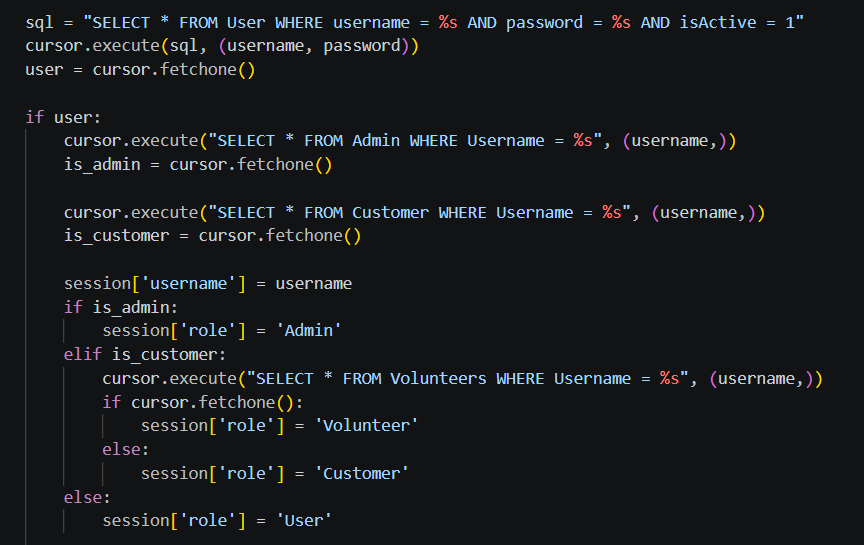 sql = "SELECT * FROM User WHERE username = %s AND password = %s AND isActive = 1"
cursor.execute(sql, (username, password))
user = cursor.fetchone()
if user:
cursor.execute("SELECT * FROM Admin WHERE Username = %s", (username,))
is_admin = cursor.fetchone()
cursor.execute("SELECT * FROM Customer WHERE Username = %s", (username,))
is_customer = cursor.fetchone()
session['username'] = username
if is_admin:
session['role'] = 'Admin'
elif is_customer:
cursor.execute("SELECT * FROM Volunteers WHERE Username = %s", (username,))
if cursor.fetchone():
session['role'] = 'Volunteer'
else:
session['role'] = 'Customer'
else:
session['role'] = 'User'